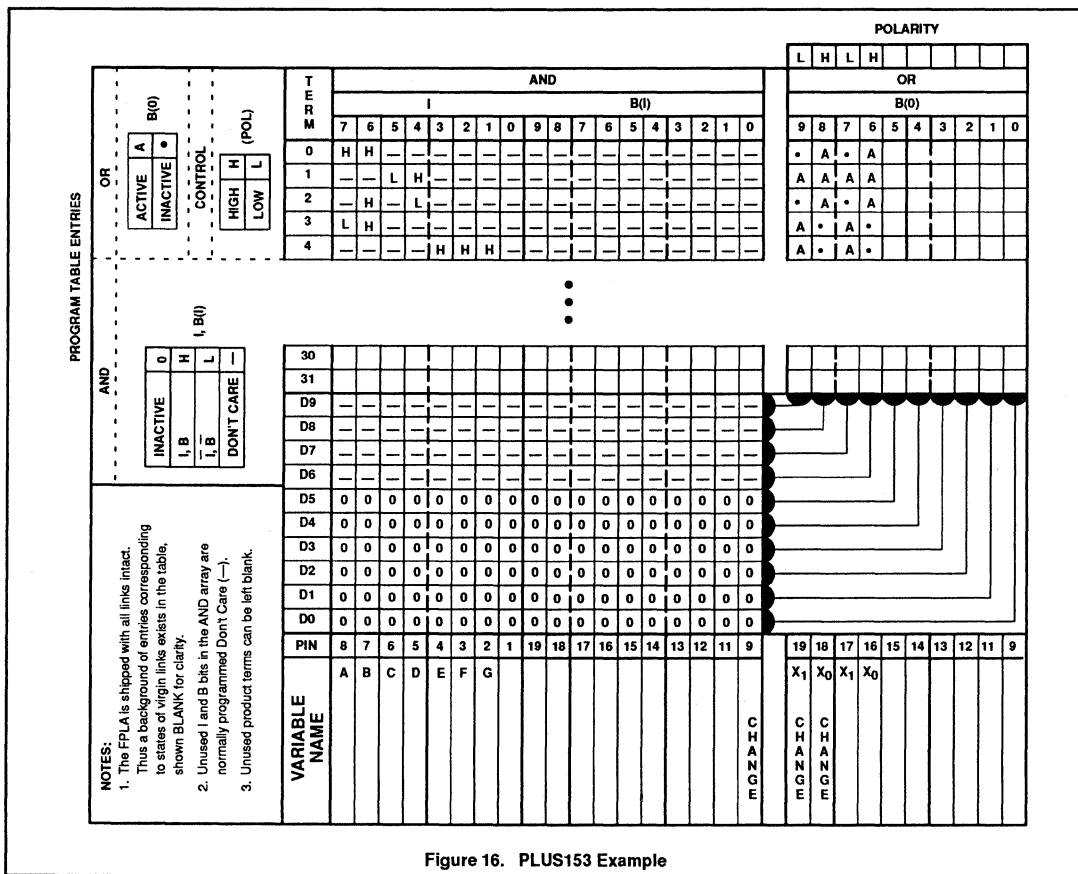 POLARITY
L H L H
PROGRAM TABLE ENTRIES
AND
OR
INACTIVE 0
I, B H
I, B L
DON'T CARE —
I, B(I)
ACTIVE A
INACTIVE •
B(0)
CONTROL
HIGH H
LOW L
(POL)
NOTES:
1. The FPLA is shipped with all links intact.
Thus a background of entries corresponding
to states of virgin links exists in the table,
shown BLANK for clarity.
2. Unused I and B bits in the AND array are
normally programmed Don't Care (—).
3. Unused product terms can be left blank.
TERM AND OR
I B(I) B(0)
7 6 5 4 3 2 1 0 9 8 7 6 5 4 3 2 1 0 9 8 7 6 5 4 3 2 1 0
0 H H — — — — — — — — — — — — — — — — • A • A
1 — — L H — — — — — — — — — — — — — — A A A A
2 — H — L — — — — — — — — — — — — — — • A • A
3 L H — — — — — — — — — — — — — — — — A • A •
4 — — — — H H H — — — — — — — — — — — A • A •
•
•
•
30
31
D9 — — — — — — — — — — — — — — — — — —
D8 — — — — — — — — — — — — — — — — — —
D7 — — — — — — — — — — — — — — — — — —
D6 — — — — — — — — — — — — — — — — — —
D5 0 0 0 0 0 0 0 0 0 0 0 0 0 0 0 0 0 0
D4 0 0 0 0 0 0 0 0 0 0 0 0 0 0 0 0 0 0
D3 0 0 0 0 0 0 0 0 0 0 0 0 0 0 0 0 0 0
D2 0 0 0 0 0 0 0 0 0 0 0 0 0 0 0 0 0 0
D1 0 0 0 0 0 0 0 0 0 0 0 0 0 0 0 0 0 0
D0 0 0 0 0 0 0 0 0 0 0 0 0 0 0 0 0 0 0
PIN 8 7 6 5 4 3 2 1 19 18 17 16 15 14 13 12 11 9 19 18 17 16 15 14 13 12 11 9
VARIABLE NAME A B C D E F G CHANGE X1 X0 X1 X0
CHANGE CHANGE
Figure 16. PLUS153 Example